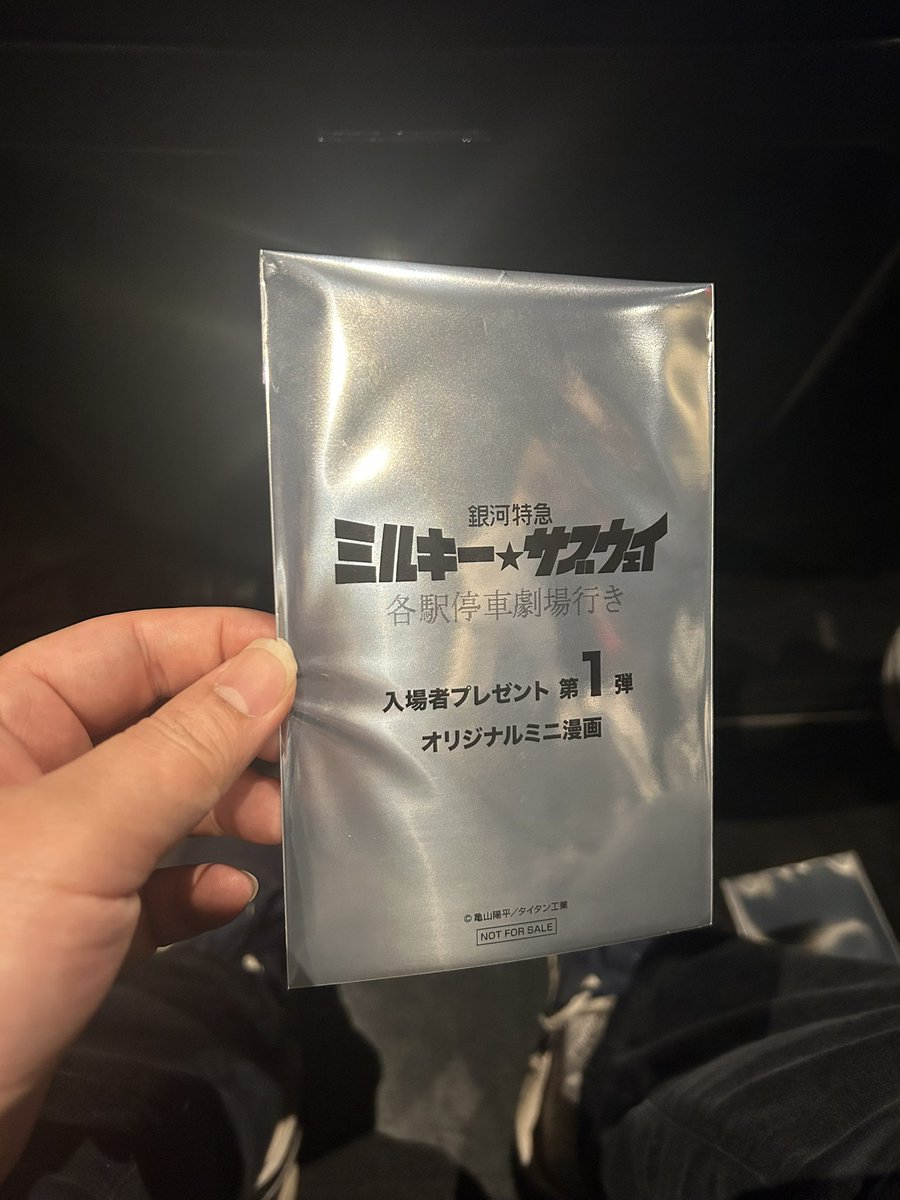 銀河特急
ミルキー★サブウェイ
各駅停車劇場行き
入場者プレゼント 第1弾
オリジナルミニ漫画
© 亀山陽平／タイタン工業
NOT FOR SALE